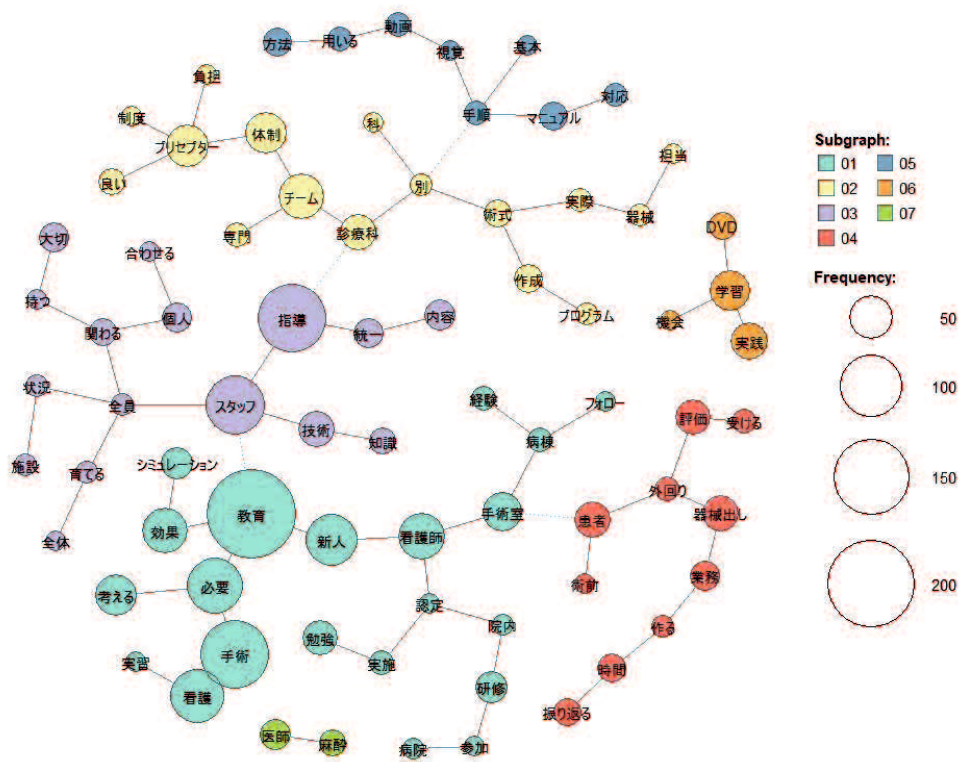 方法
用いる
動画
視覚
基本
対応
マニュアル
手順
負担
制度
プリセプター
体制
良い
チーム
専門
診療科
科
別
術式
実際
器械
担当
作成
プログラム
DVD
学習
機会
実践
大切
合わせる
持つ
関わる
個人
指導
統一
内容
状況
全員
スタッフ
技術
知識
施設
育てる
全体
シミュレーション
効果
教育
新人
看護師
手術室
病棟
経験
フォロー
必要
考える
手術
実習
看護
認定
院内
勉強
実施
研修
参加
病院
医師
麻酔
評価
受ける
外回り
器械出し
患者
術前
業務
作る
時間
振り返る
Subgraph:
01
05
02
06
03
07
04
Frequency:
50
100
150
200